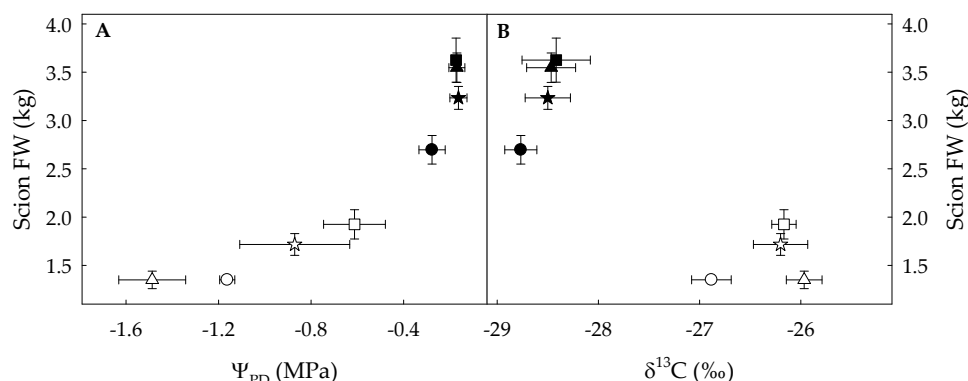 A B
4.0 4.0
3.5 3.5
3.0 3.0
2.5 2.5
2.0 2.0
1.5 1.5
Scion FW (kg) Scion FW (kg)
-1.6 -1.2 -0.8 -0.4 -29 -28 -27 -26
ΨPD (MPa) δ13C (‰)